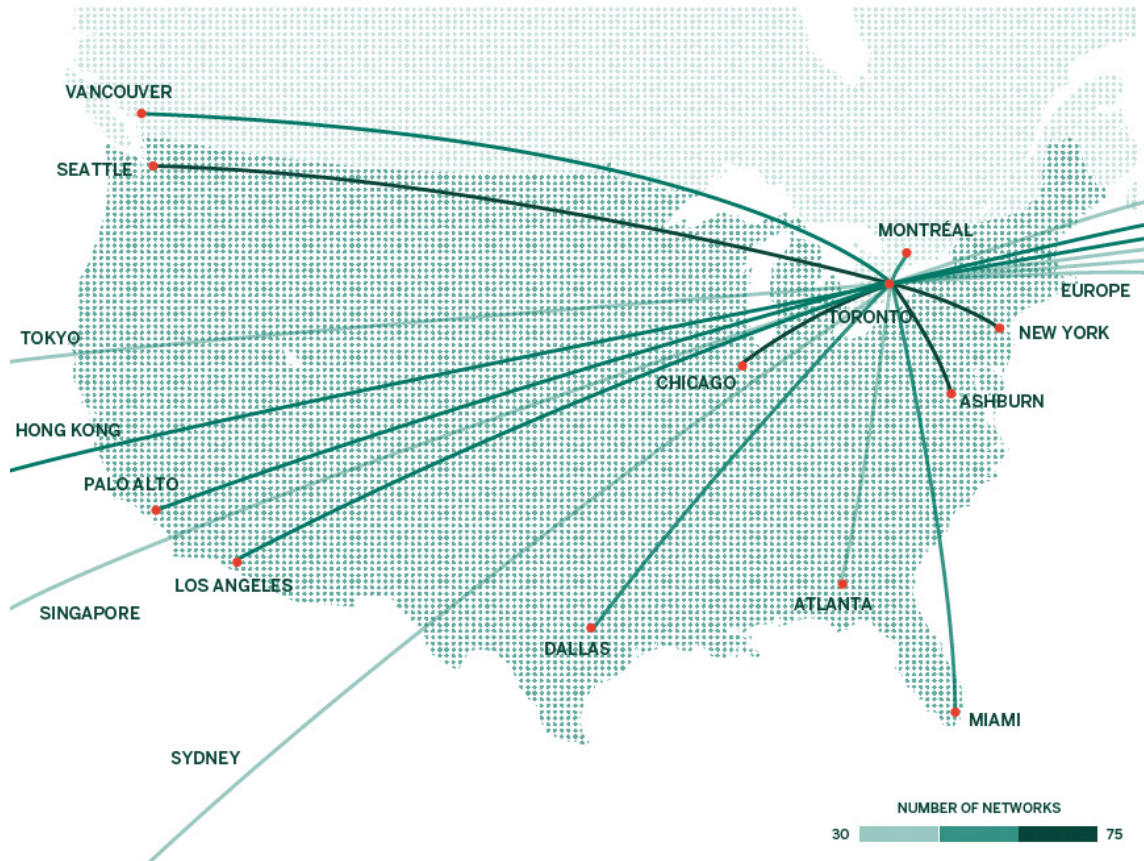 VANCOUVER
SEATTLE
MONTRÉAL
EUROPE
TORONTO
NEW YORK
TOKYO
CHICAGO
ASHBURN
HONG KONG
PALO ALTO
LOS ANGELES
SINGAPORE
ATLANTA
DALLAS
MIAMI
SYDNEY
NUMBER OF NETWORKS
30 75